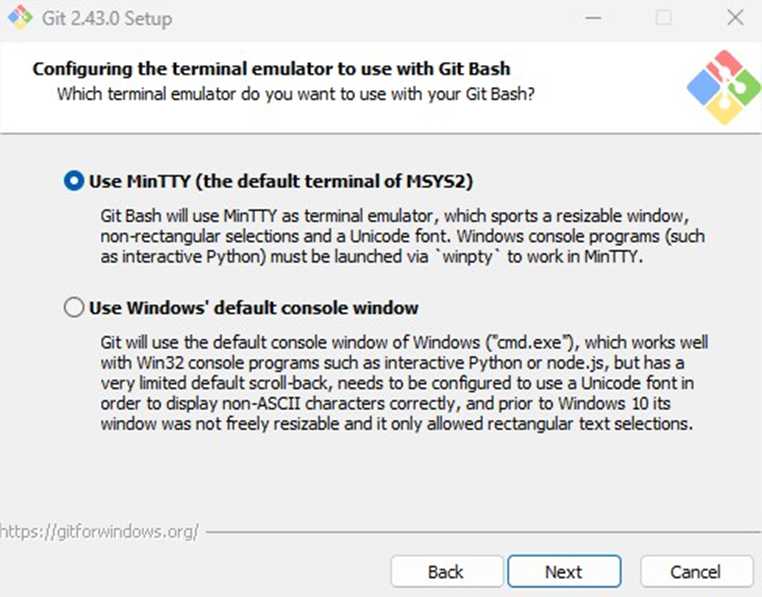 Git 2.43.0 Setup
Configuring the terminal emulator to use with Git Bash
Which terminal emulator do you want to use with your Git Bash?
Use MinTTY (the default terminal of MSYS2)
Git Bash will use MinTTY as terminal emulator, which sports a resizable window,
non-rectangular selections and a Unicode font. Windows console programs (such
as interactive Python) must be launched via `winpty` to work in MinTTY.
Use Windows' default console window
Git will use the default console window of Windows ("cmd.exe"), which works well
with Win32 console programs such as interactive Python or node.js, but has a
very limited default scroll-back, needs to be configured to use a Unicode font in
order to display non-ASCII characters correctly, and prior to Windows 10 its
window was not freely resizable and it only allowed rectangular text selections.
https://gitforwindows.org/
Back Next Cancel